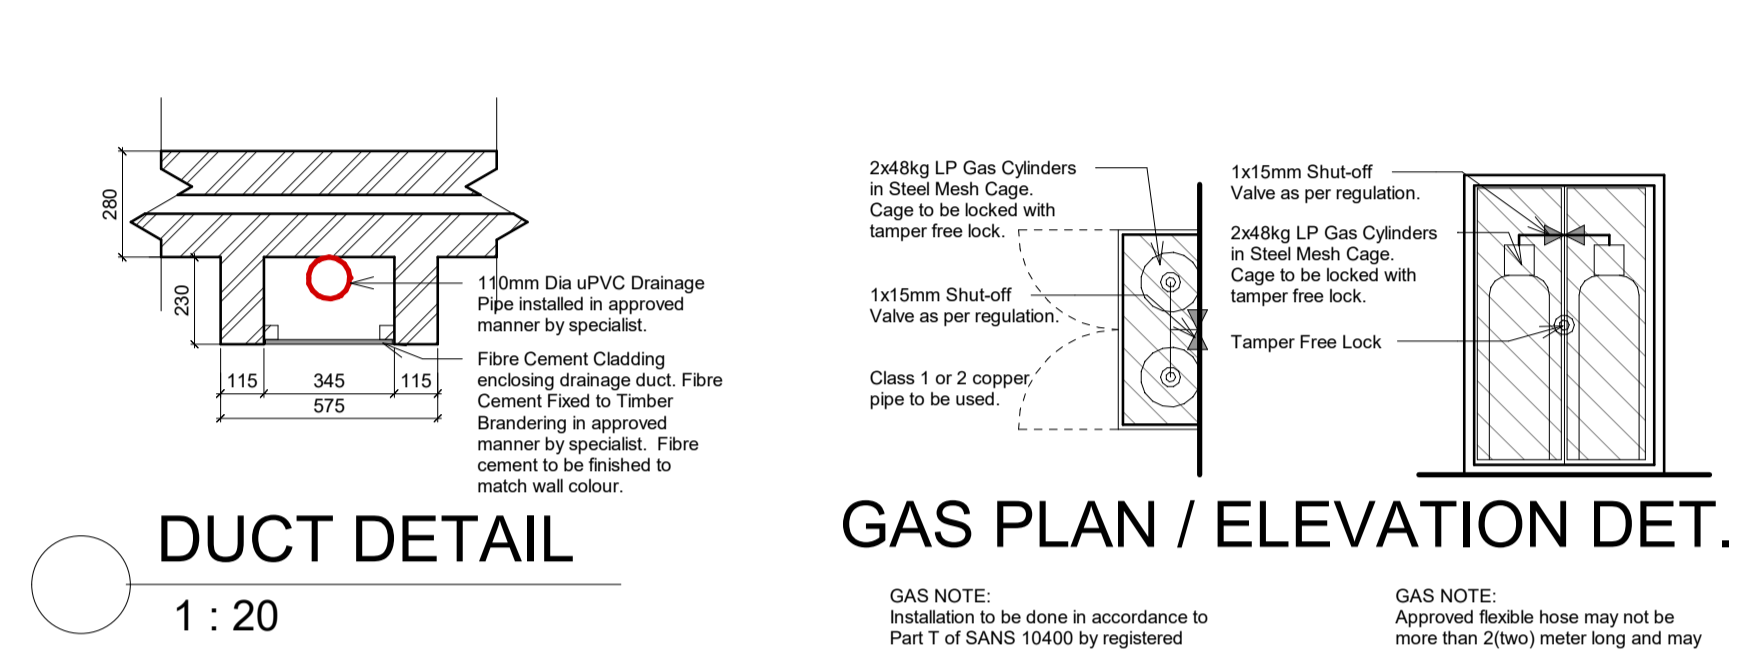 280
230
110mm Dia uPVC Drainage
Pipe installed in approved
manner by specialist.
Fibre Cement Cladding
enclosing drainage duct. Fibre
Cement Fixed to Timber
Brandering in approved
manner by specialist.  Fibre
cement to be finished to
match wall colour.
115 345 115
575
DUCT DETAIL
1 : 20
2x48kg LP Gas Cylinders
in Steel Mesh Cage.
Cage to be locked with
tamper free lock.
1x15mm Shut-off
Valve as per regulation.
Class 1 or 2 copper
pipe to be used.
1x15mm Shut-off
Valve as per regulation.
2x48kg LP Gas Cylinders
in Steel Mesh Cage.
Cage to be locked with
tamper free lock.
Tamper Free Lock
GAS PLAN / ELEVATION DET.
GAS NOTE:
Installation to be done in accordance to
Part T of SANS 10400 by registered
GAS NOTE:
Approved flexible hose may not be
more than 2(two) meter long and may